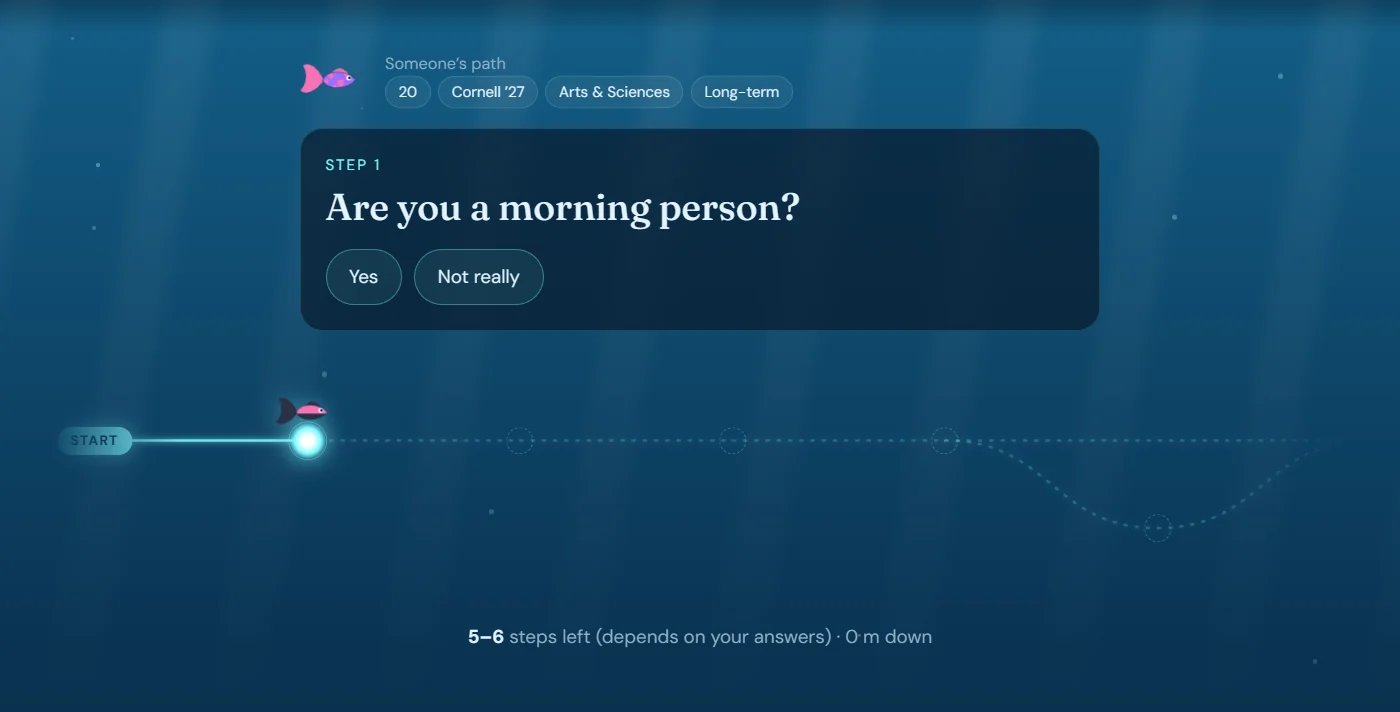 Someone’s path
20 Cornell ’27 Arts & Sciences Long-term
STEP 1
Are you a morning person?
Yes Not really
START
5–6 steps left (depends on your answers) · 0 m down